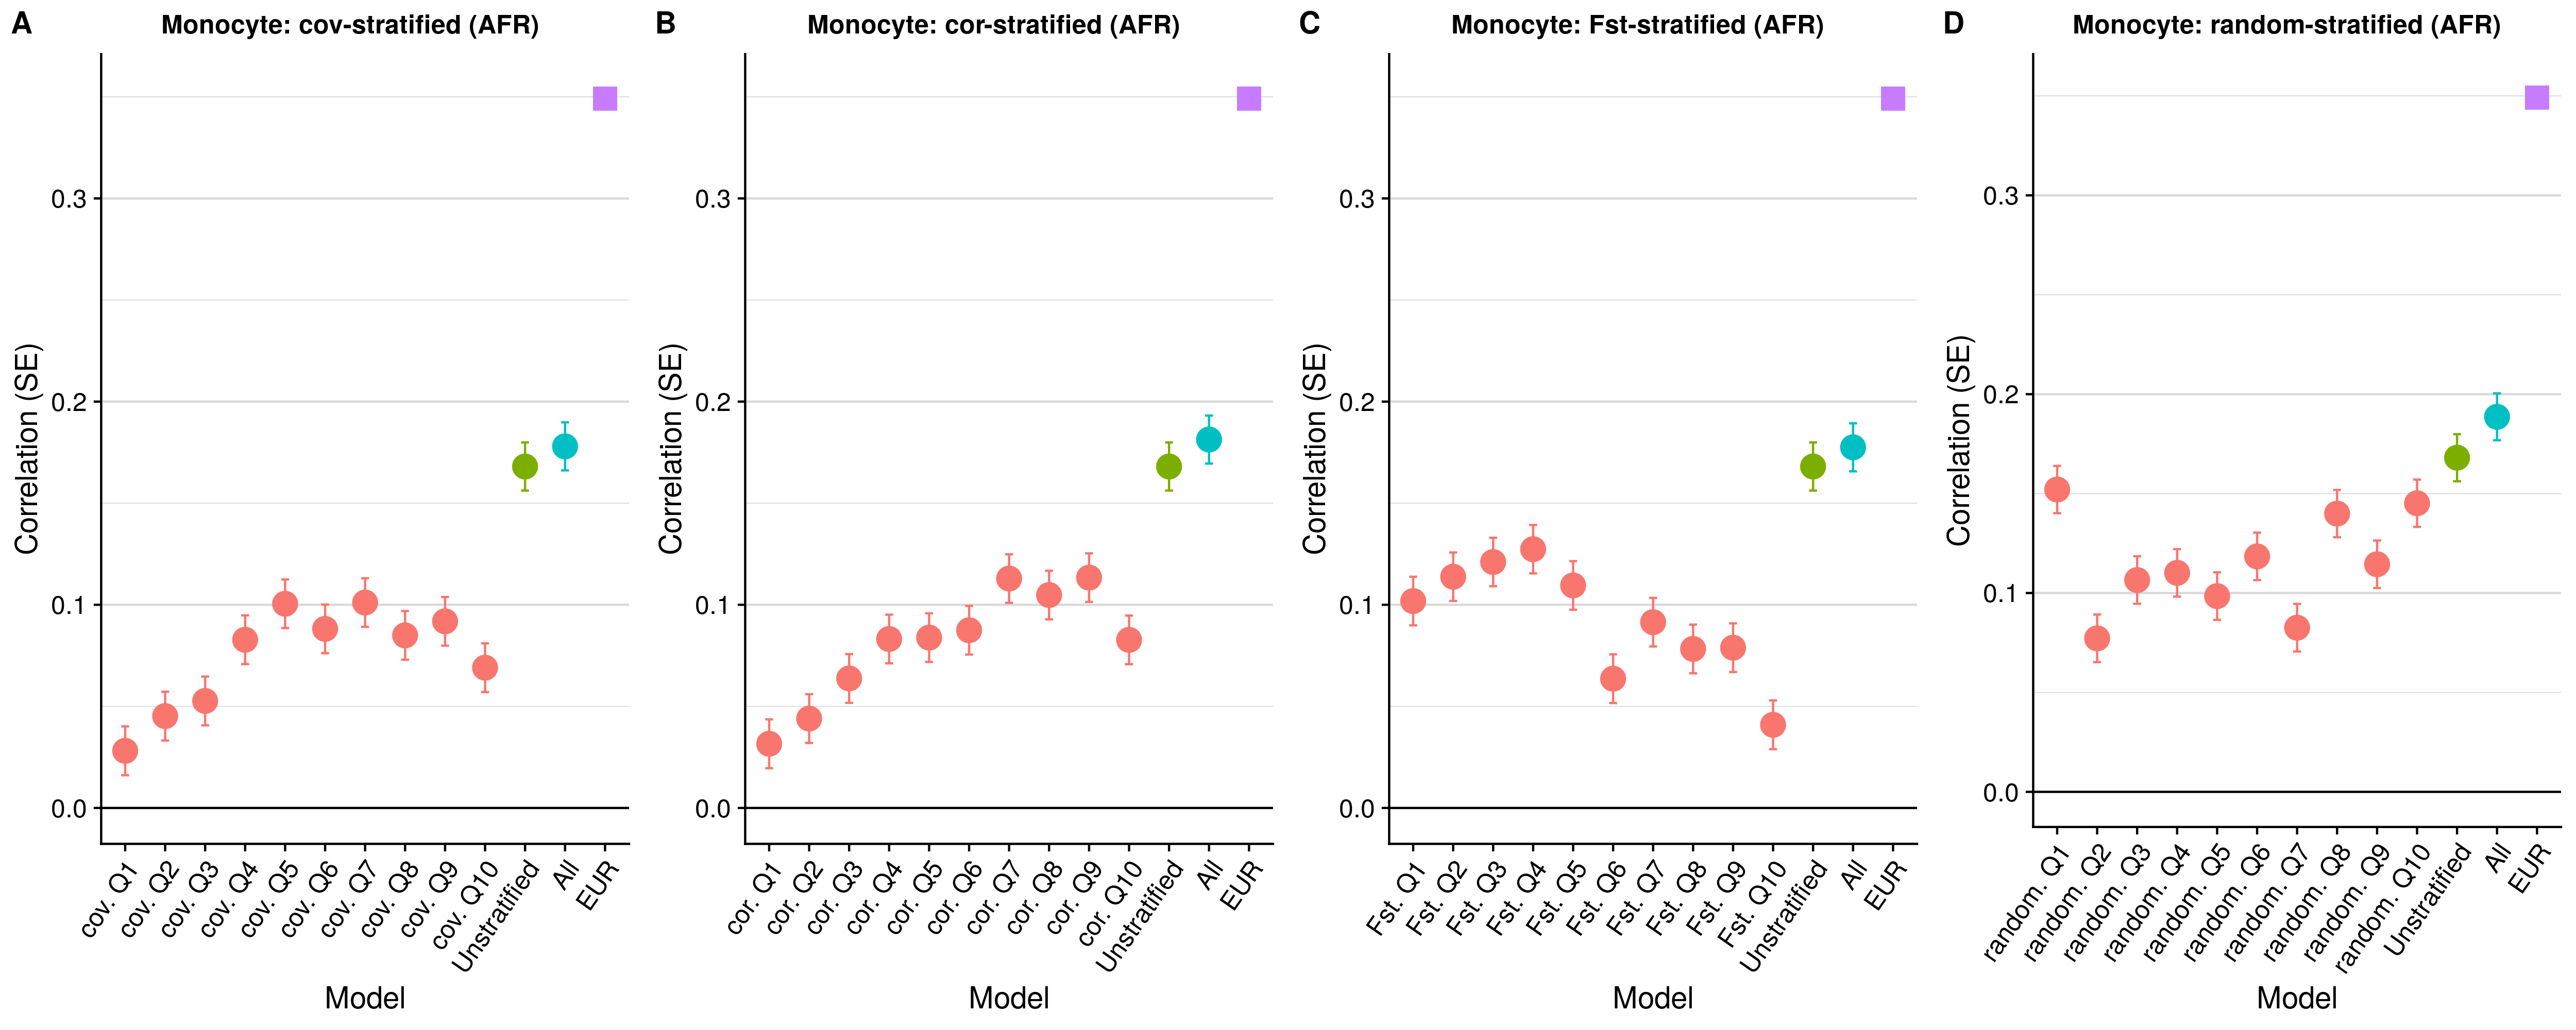 A
Monocyte: cov-stratified (AFR)
Correlation (SE)
0.3
0.2
0.1
0.0
cov. Q1
cov. Q2
cov. Q3
cov. Q4
cov. Q5
cov. Q6
cov. Q7
cov. Q8
cov. Q9
cov. Q10
Unstratified
All
EUR
Model
B
Monocyte: cor-stratified (AFR)
Correlation (SE)
0.3
0.2
0.1
0.0
cor. Q1
cor. Q2
cor. Q3
cor. Q4
cor. Q5
cor. Q6
cor. Q7
cor. Q8
cor. Q9
cor. Q10
Unstratified
All
EUR
Model
C
Monocyte: Fst-stratified (AFR)
Correlation (SE)
0.3
0.2
0.1
0.0
Fst. Q1
Fst. Q2
Fst. Q3
Fst. Q4
Fst. Q5
Fst. Q6
Fst. Q7
Fst. Q8
Fst. Q9
Fst. Q10
Unstratified
All
EUR
Model
D
Monocyte: random-stratified (AFR)
Correlation (SE)
0.3
0.2
0.1
0.0
random. Q1
random. Q2
random. Q3
random. Q4
random. Q5
random. Q6
random. Q7
random. Q8
random. Q9
random. Q10
Unstratified
All
EUR
Model